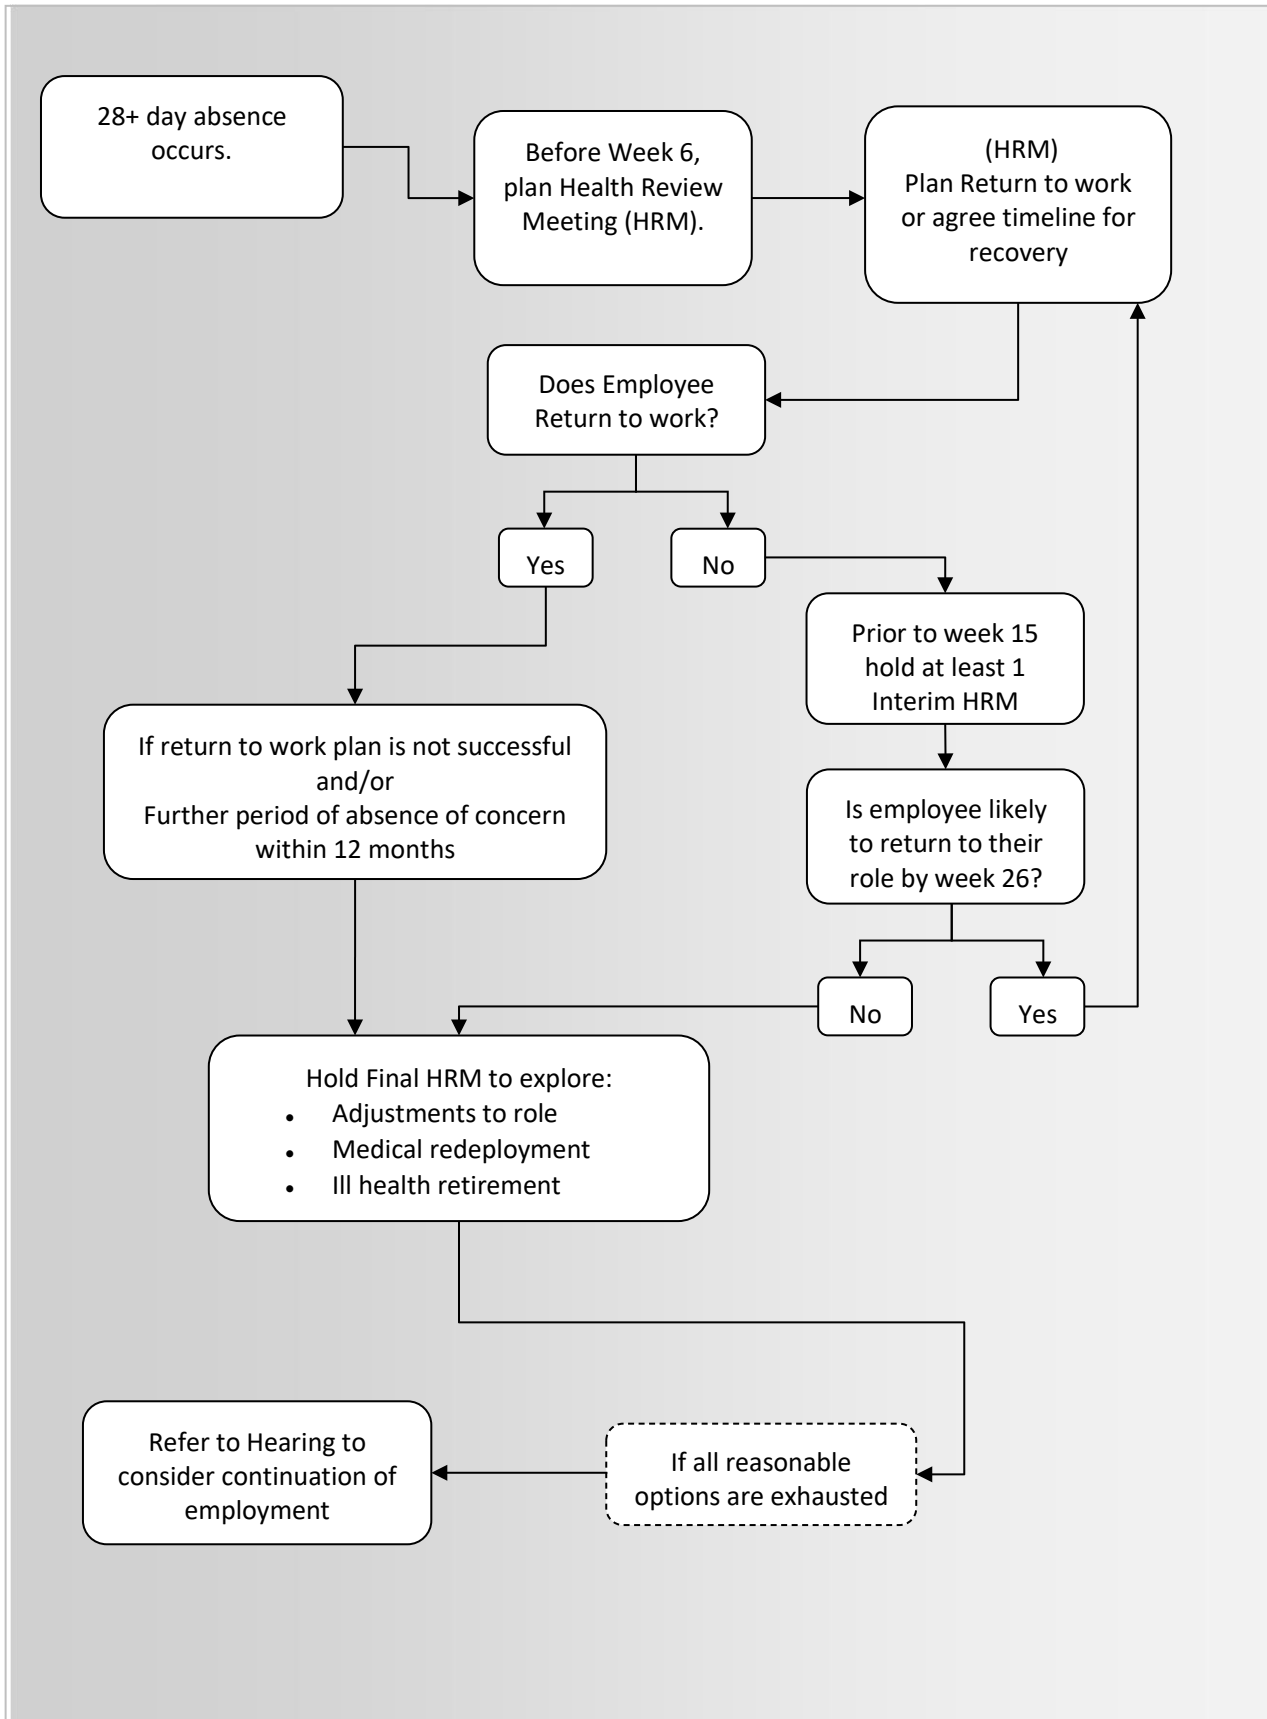 28+ day absence
occurs.
Before Week 6,
plan Health Review
Meeting (HRM).
(HRM)
Plan Return to work
or agree timeline for
recovery
Does Employee
Return to work?
Yes
No
Prior to week 15
hold at least 1
Interim HRM
If return to work plan is not successful
and/or
Further period of absence of concern
within 12 months
Is employee likely
to return to their
role by week 26?
No
Yes
Hold Final HRM to explore:
• Adjustments to role
• Medical redeployment
• Ill health retirement
If all reasonable
options are exhausted
Refer to Hearing to
consider continuation of
employment